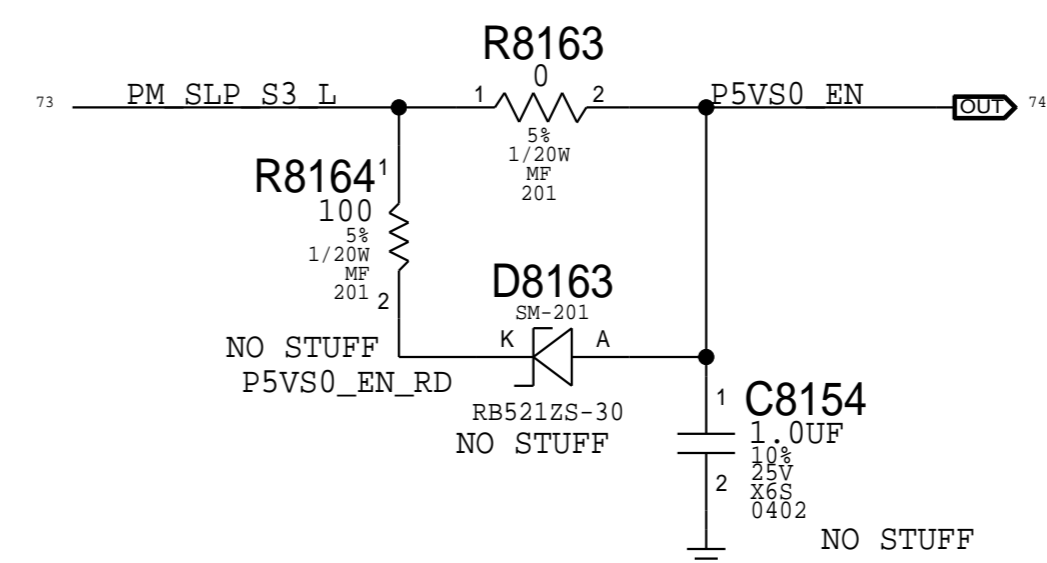 R8163
0
73 PM_SLP_S3_L 1 2 P5VS0_EN OUT 74
5%
1/20W
MF
201
R8164 1
100
5%
1/20W
MF
201 2
D8163
SM-201
K A
NO STUFF
P5VS0_EN_RD
RB521ZS-30
NO STUFF
1 C8154
1.0UF
10%
25V
2 X6S
0402
NO STUFF